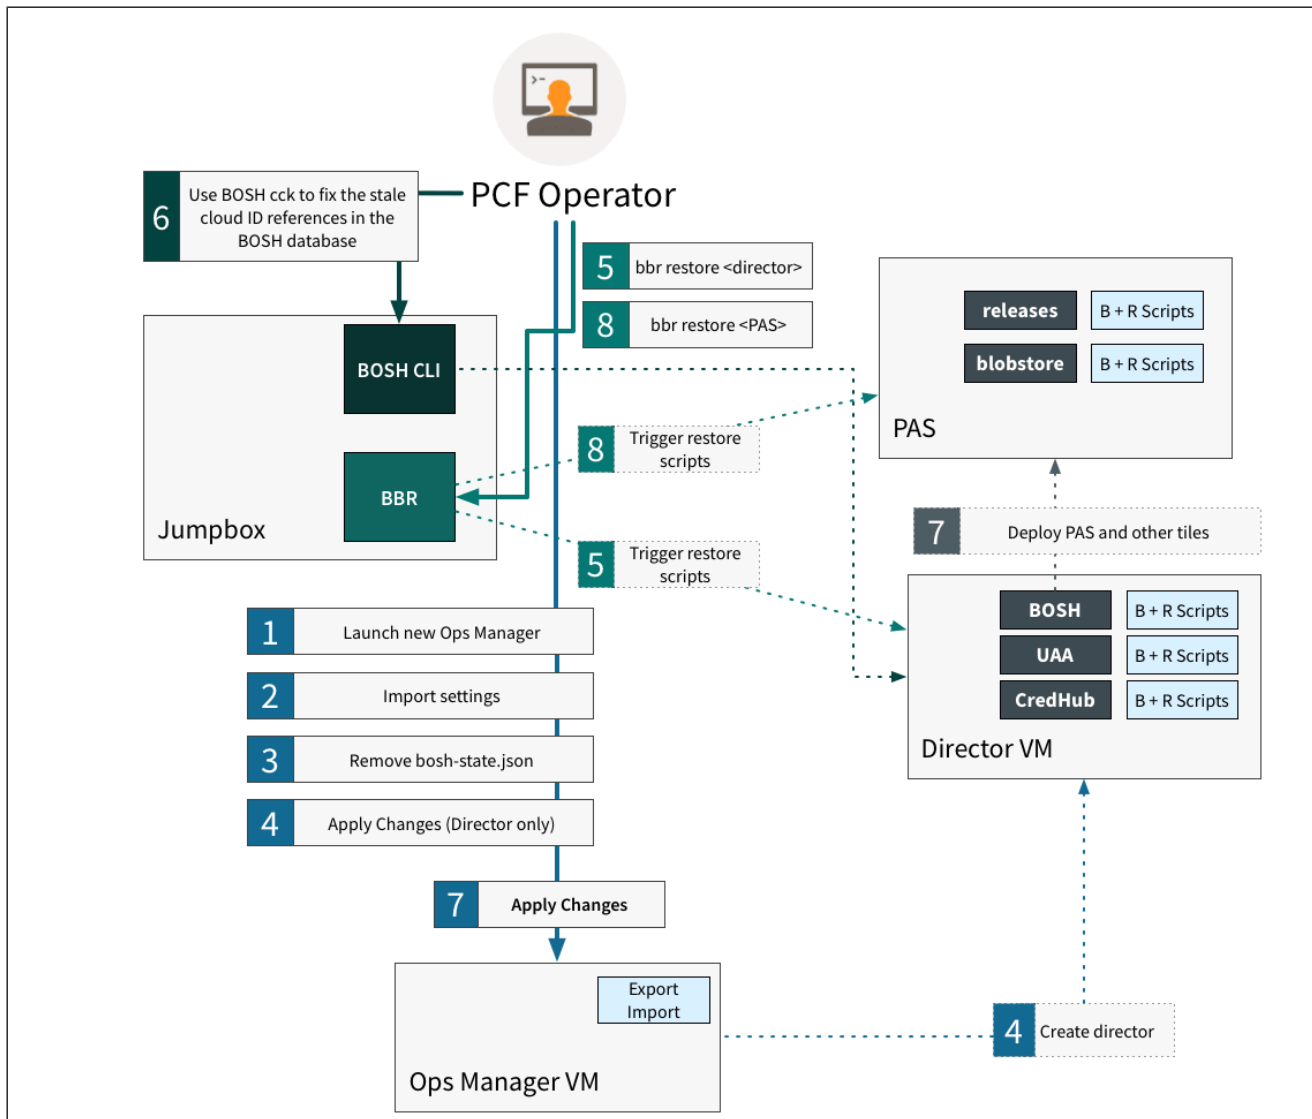 >-
PCF Operator
6
Use BOSH cck to fix the stale
cloud ID references in the
BOSH database
5
bbr restore <director>
8
bbr restore <PAS>
releases
B + R Scripts
blobstore
B + R Scripts
PAS
BOSH CLI
BBR
Jumpbox
8
Trigger restore
scripts
5
Trigger restore
scripts
7
Deploy PAS and other tiles
BOSH
B + R Scripts
UAA
B + R Scripts
CredHub
B + R Scripts
Director VM
1
Launch new Ops Manager
2
Import settings
3
Remove bosh-state.json
4
Apply Changes (Director only)
7
Apply Changes
Export
Import
Ops Manager VM
4
Create director